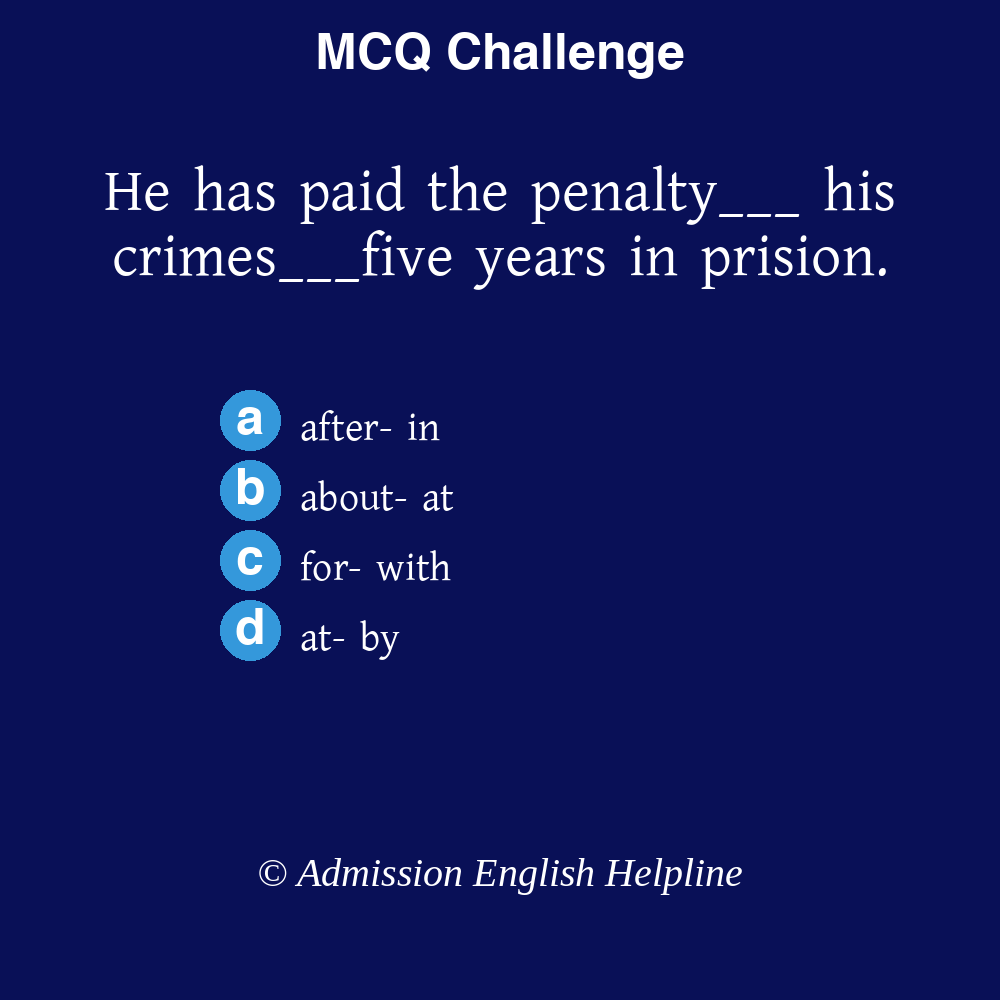 MCQ Challenge
He has paid the penalty___ his
crimes___five years in prision.
a after- in
b about- at
c for- with
d at- by
© Admission English Helpline